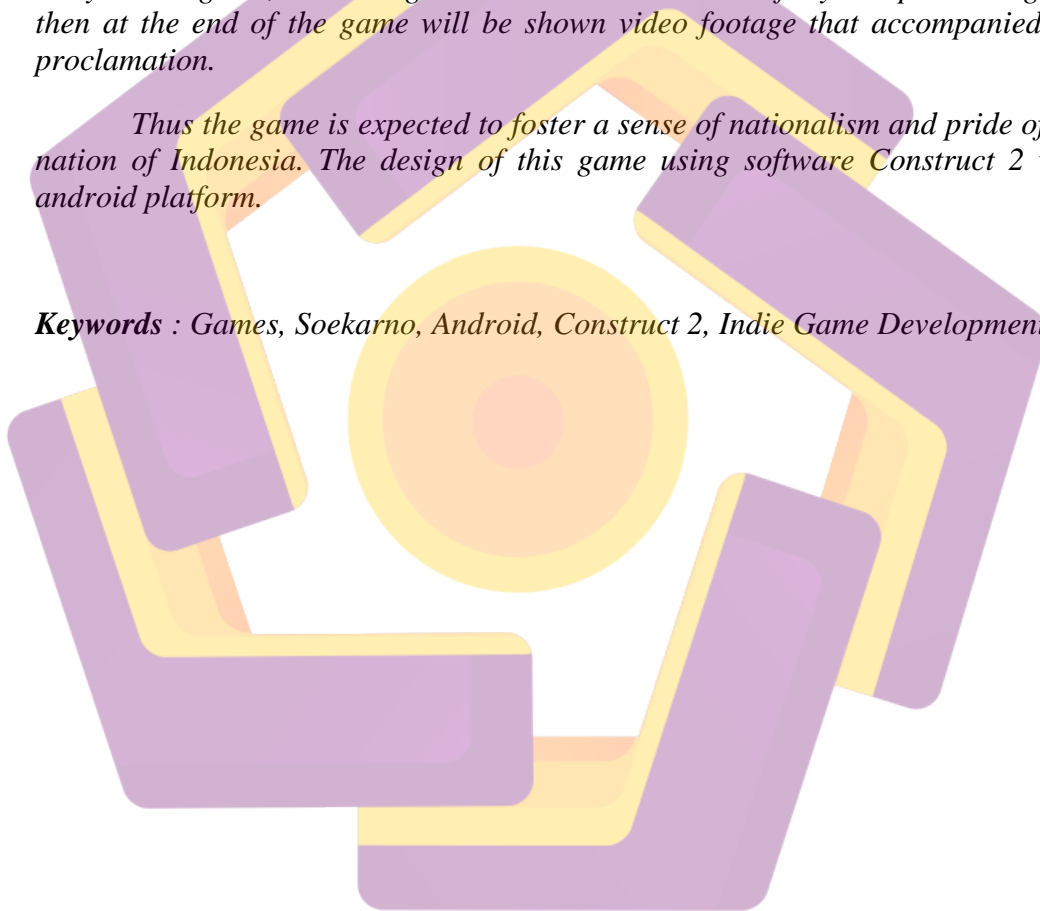 then at the end of the game will be shown video footage that accompanied
proclamation.
Thus the game is expected to foster a sense of nationalism and pride of
nation of Indonesia. The design of this game using software Construct 2
android platform.
Keywords : Games, Soekarno, Android, Construct 2, Indie Game Development